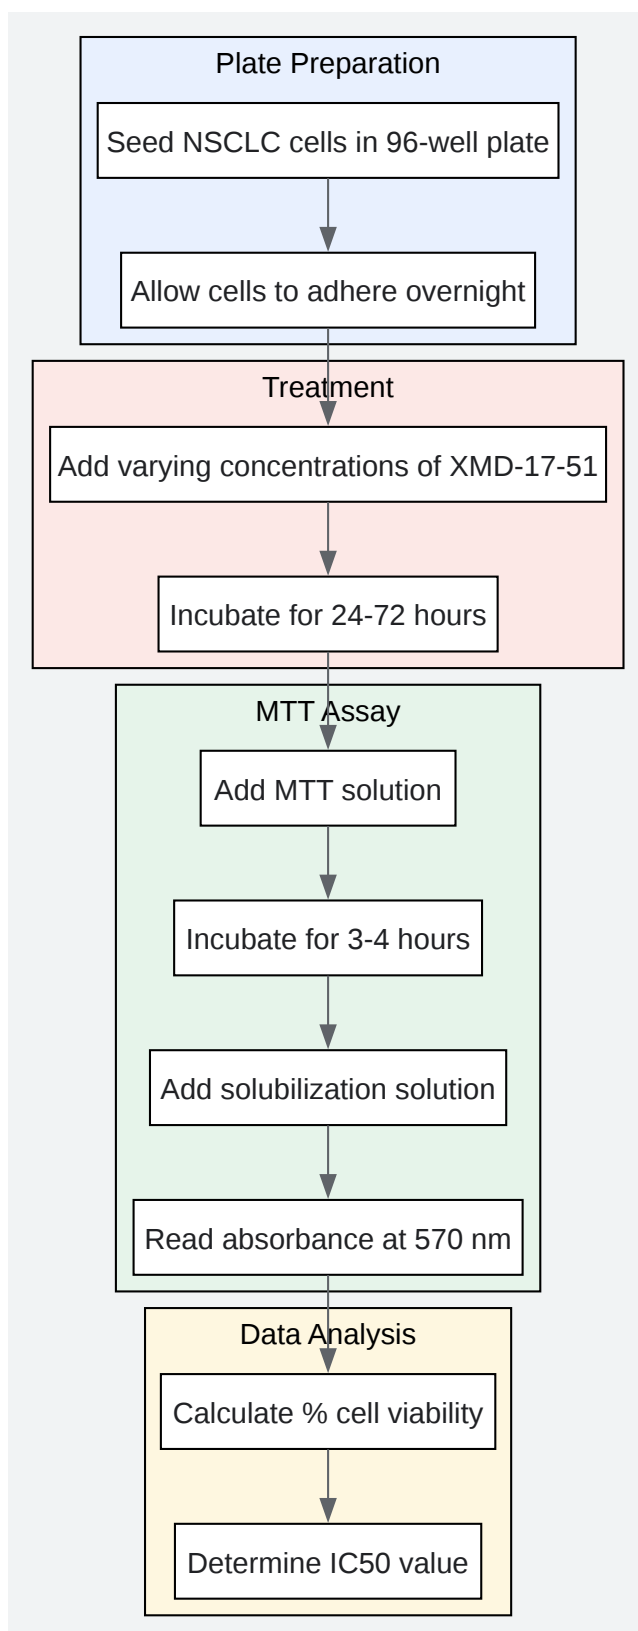 Plate Preparation
Seed NSCLC cells in 96-well plate
Allow cells to adhere overnight
Treatment
Add varying concentrations of XMD-17-51
Incubate for 24-72 hours
MTT Assay
Add MTT solution
Incubate for 3-4 hours
Add solubilization solution
Read absorbance at 570 nm
Data Analysis
Calculate % cell viability
Determine IC50 value